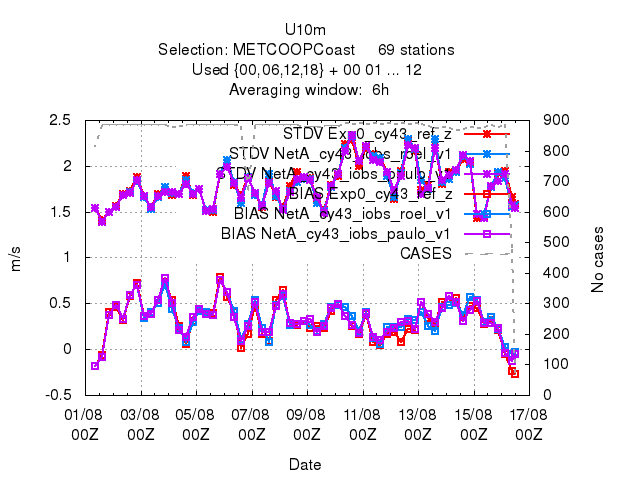 U10m
Selection: METCOOPCoast 69 stations
Used {00,06,12,18} + 00 01 ... 12
Averaging window: 6h
2.5
2
1.5
1
0.5
0
-0.5
m/s
900
800
700
600
500
400
300
200
100
0
No cases
STDV Exp0_cy43_ref_z
STDV NetA_cy43_iobs_roel_v1
STDV NetA_cy43_iobs_paulo_v1
BIAS Exp0_cy43_ref_z
BIAS NetA_cy43_iobs_roel_v1
BIAS NetA_cy43_iobs_paulo_v1
CASES
01/08 03/08 05/08 07/08 09/08 11/08 13/08 15/08 17/08
00Z 00Z 00Z 00Z 00Z 00Z 00Z 00Z 00Z
Date